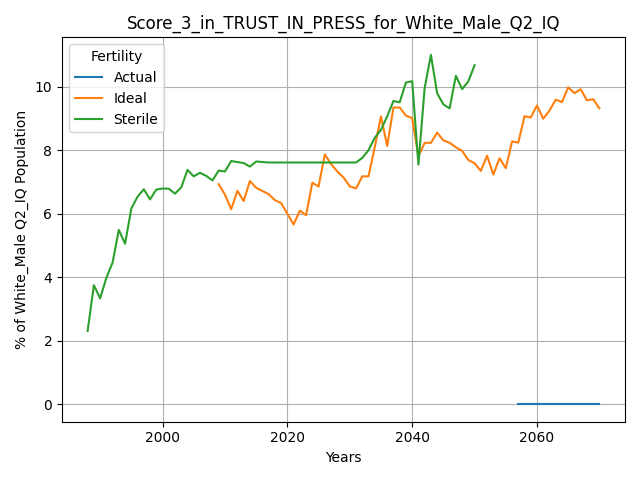 Score_3_in_TRUST_IN_PRESS_for_White_Male_Q2_IQ
Fertility
Actual
Ideal
Sterile
% of White_Male Q2_IQ Population
10
8
6
4
2
0
2000
2020
2040
2060
Years